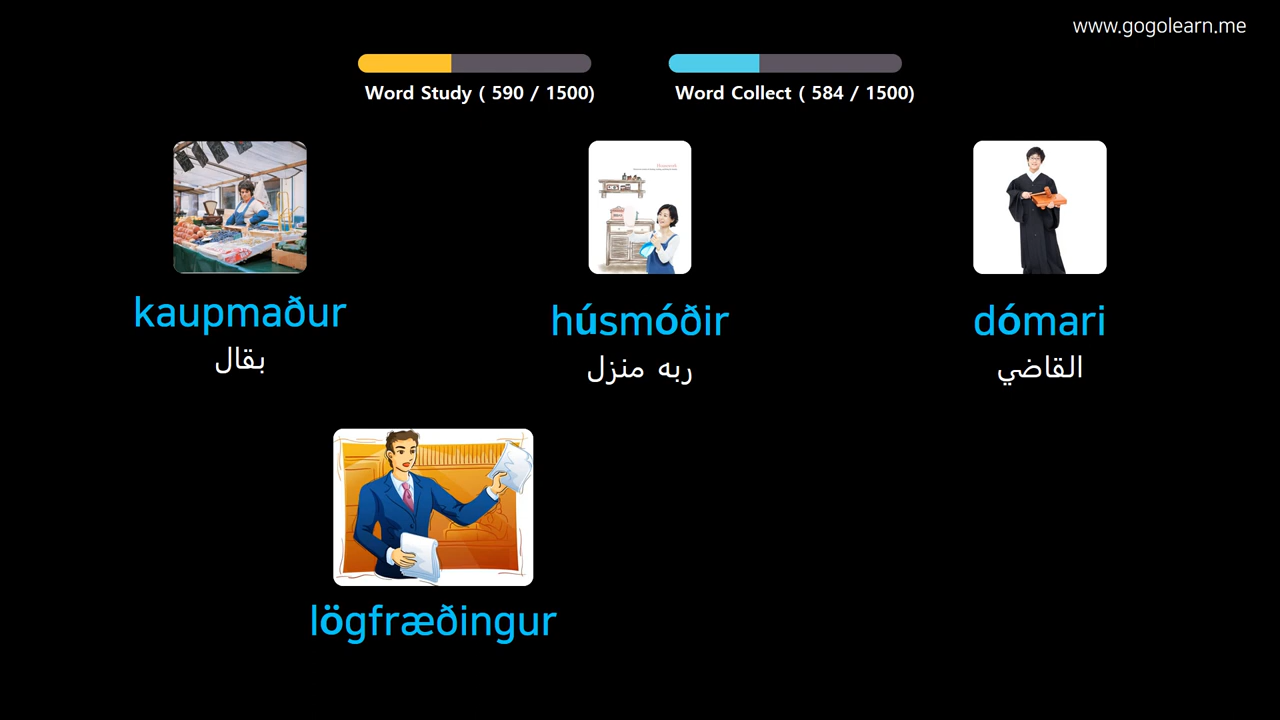 www.gogolearn.me
Word Study ( 590 / 1500)
Word Collect ( 584 / 1500)
kaupmaður
بقال
húsmóðir
ربه منزل
dómari
القاضي
lögfræðingur